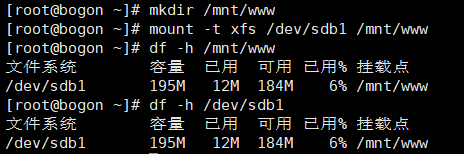 [root@bogon ~]# mkdir /mnt/www
[root@bogon ~]# mount -t xfs /dev/sdb1 /mnt/www
[root@bogon ~]# df -h /mnt/www
文件系统 容量 已用 可用 已用% 挂载点
/dev/sdb1 195M 12M 184M 6% /mnt/www
[root@bogon ~]# df -h /dev/sdb1
文件系统 容量 已用 可用 已用% 挂载点
/dev/sdb1 195M 12M 184M 6% /mnt/www